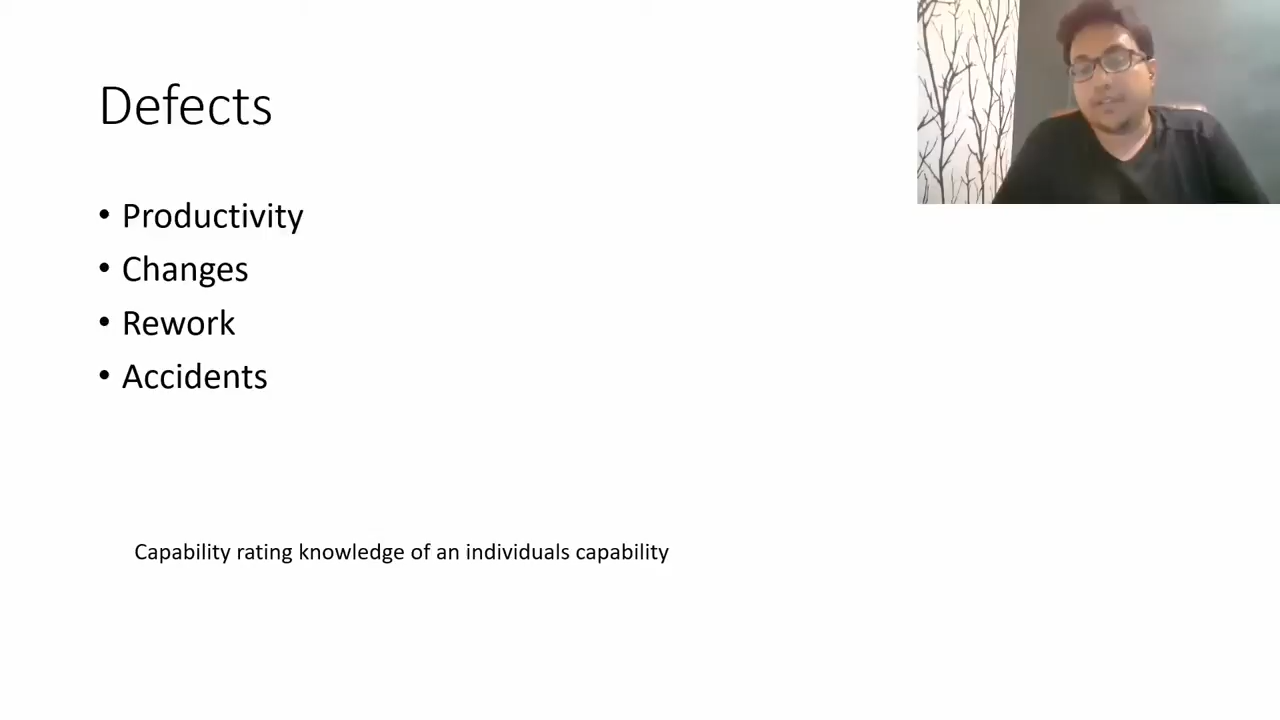 Defects
• Productivity
• Changes
• Rework
• Accidents
Capability rating knowledge of an individuals capability